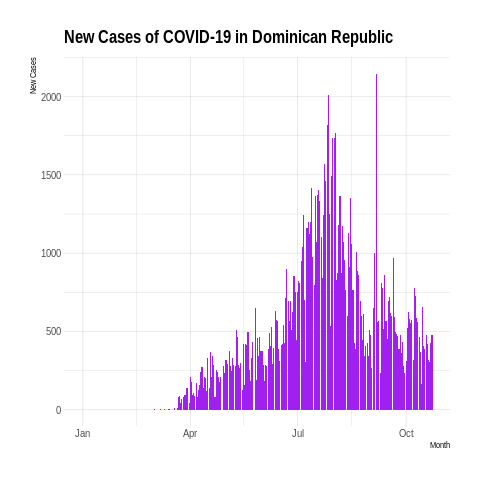 New Cases of COVID-19 in Dominican Republic
New Cases
2000
1500
1000
500
0
Jan Apr Jul Oct
Month